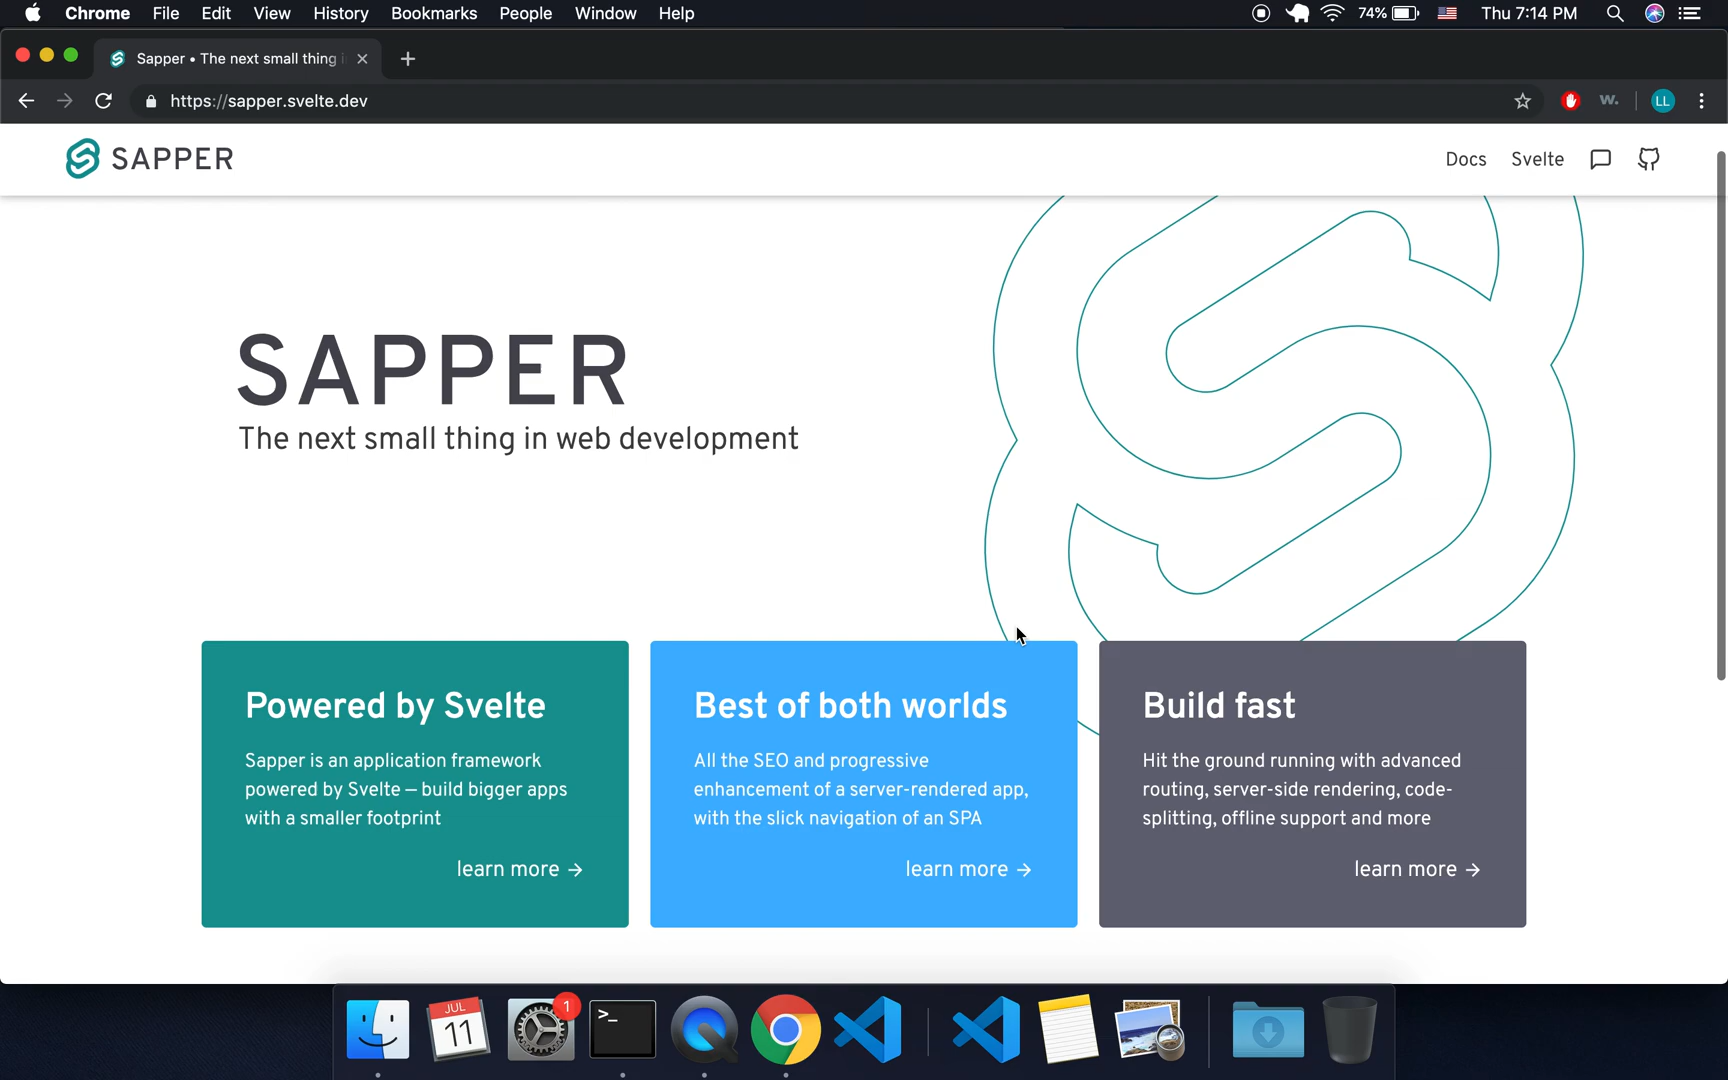 Chrome File Edit View History Bookmarks People Window Help 74% Thu 7:14 PM
Sapper • The next small thing i
https://sapper.svelte.dev
W.
LL
SAPPER
Docs Svelte
SAPPER
The next small thing in web development
Powered by Svelte
Sapper is an application framework
powered by Svelte — build bigger apps
with a smaller footprint
learn more →
Best of both worlds
All the SEO and progressive
enhancement of a server-rendered app,
with the slick navigation of an SPA
learn more →
Build fast
Hit the ground running with advanced
routing, server-side rendering, code-
splitting, offline support and more
learn more →
JUL
11
1
>_